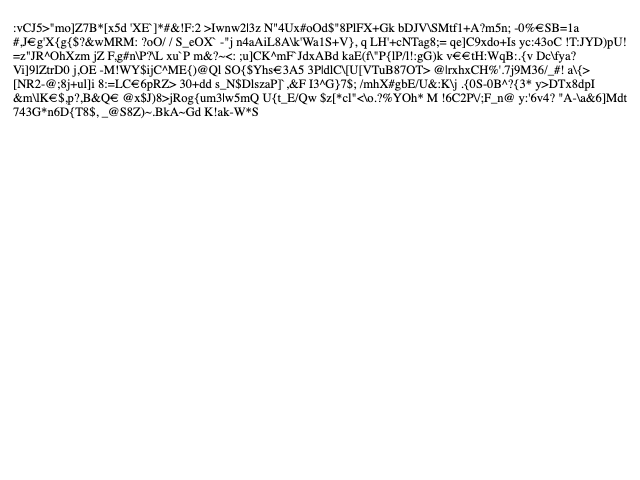 :vCJ5>"mo]Z7B*[x5d 'XE`]*#&!F:2 >Iwnw2l3z N"4Ux#oOd$"8PlFX+Gk bDJV\SMtf1+A?m5n; -0%€SB=1a
#,J€g'X{g{$?&wMRM: ?oO/ / S_eOX` -"j n4aAiL8A\k'Wa1S+V}, q LH'+cNTag8;= qe]C9xdo+Is yc:43oC !T:JYD)pU!
=z"JR^OhXzm jZ F,g#n\P?\L xu`P m&?~<: ;u]CK^mF`JdxABd kaE(f\"P{lP/l!:gG)k v€€tH:WqB:.{v Dc\fya?
Vi]9lZtrD0 j,OE -M!WY$ijC^ME{)@Ql SO{$Yhs€3A5 3PldlC\[U[VTuB87OT> @lrxhxCH%'.7j9M36/_#! a\{>
[NR2-@;8j+ul]i 8:=LC€6pRZ> 30+dd s_N$DlszaP]`,&F I3^G}7$; /mhX#gbE/U&:K\j .{0S-0B^?{3* y>DTx8dpI
&m\lK€$,p?,B&Q€ @x$J)8>jRog{um3lw5mQ U{t_E/Qw $z[*cl"<\o.?%YOh* M !6C2P\/;F_n@ y:'6v4? "A-\a&6]Mdt
743G*n6D{T8$, _@S8Z)~.BkA~Gd K!ak-W*S